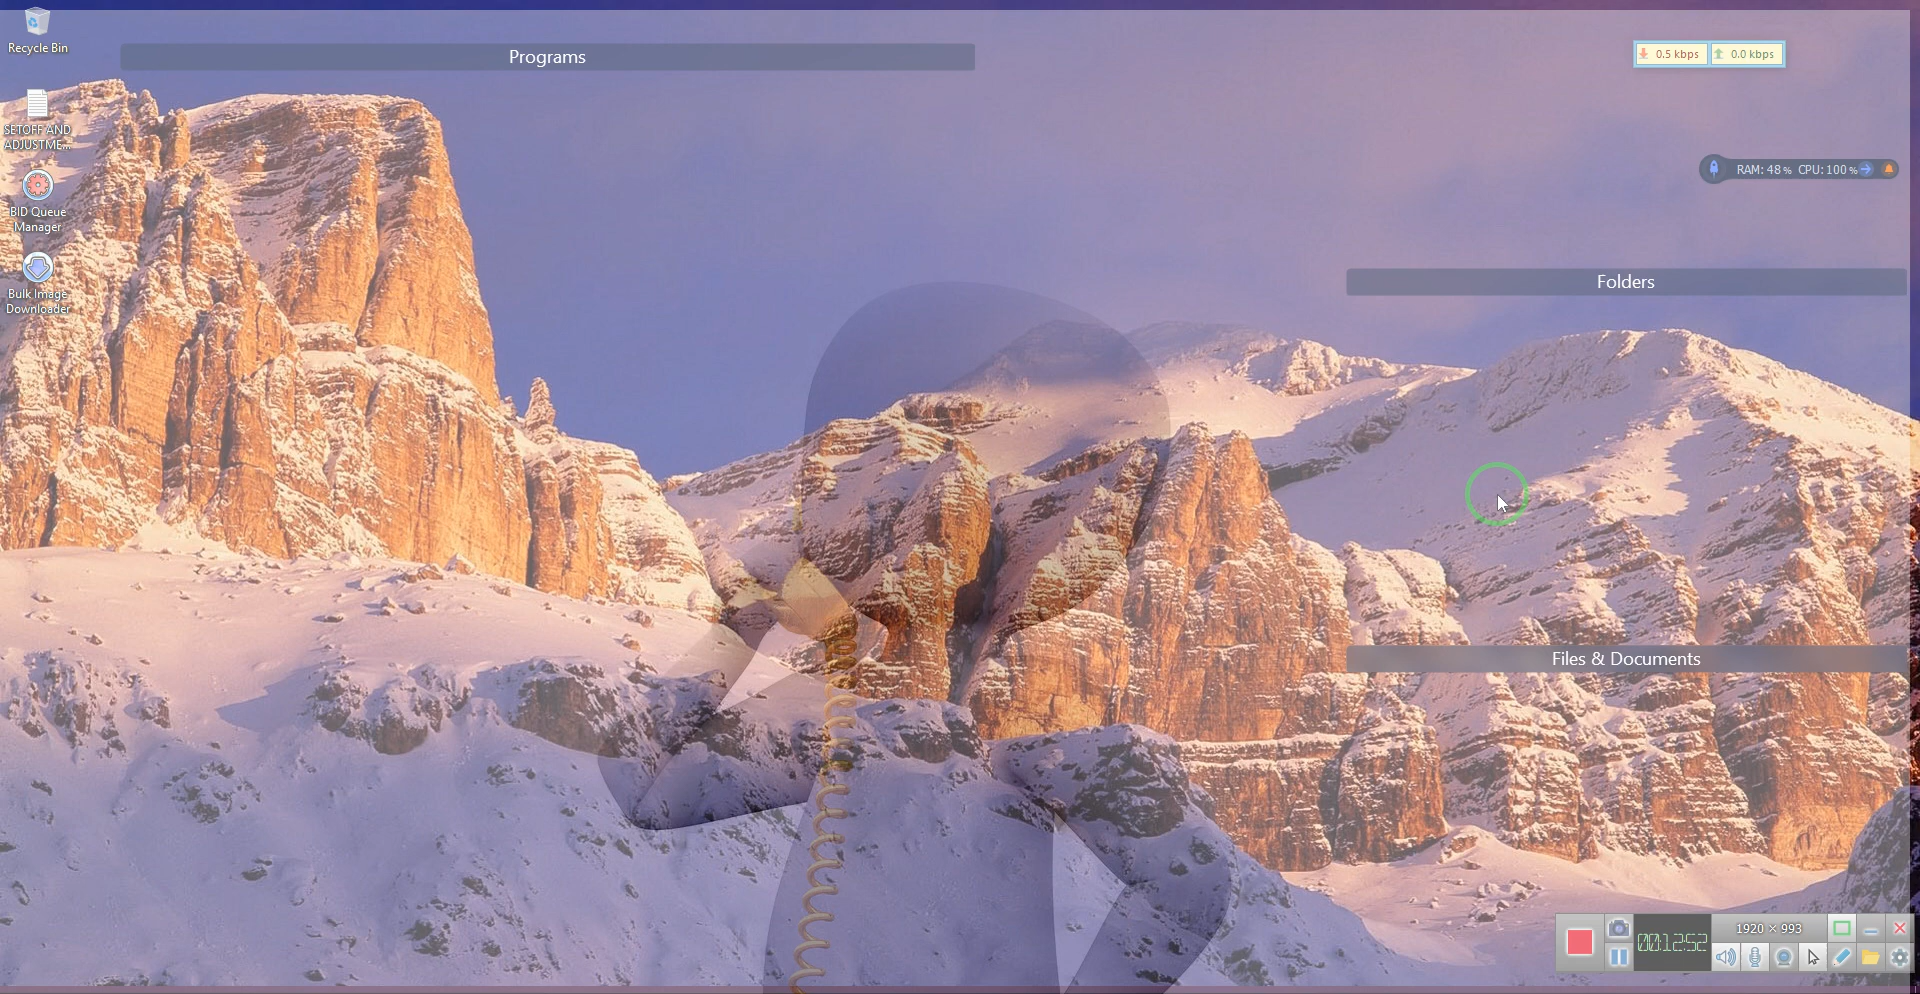 Recycle Bin
Programs
0.5 kbps
0.0 kbps
SETOFF AND
ADJUSTME...
RAM: 48 % CPU: 100 %
BID Queue
Manager
Folders
Bulk Image
Downloader
Files & Documents
1920 × 993
00:12:52